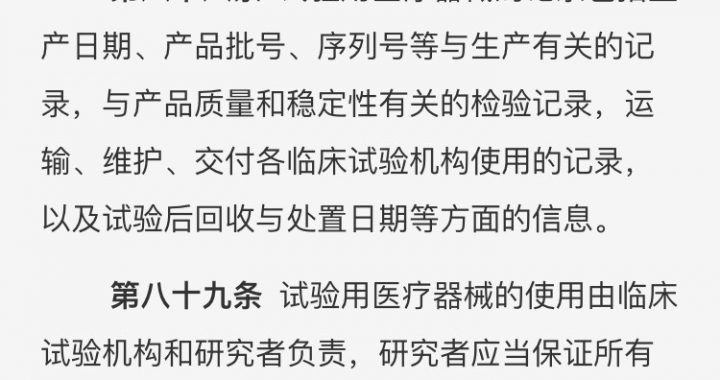 产日期、产品批号、序列号等与生产有关的记
录，与产品质量和稳定性有关的检验记录，运
输、维护、交付各临床试验机构使用的记录，
以及试验后回收与处置日期等方面的信息。
第八十九条 试验用医疗器械的使用由临床
试验机构和研究者负责，研究者应当保证所有